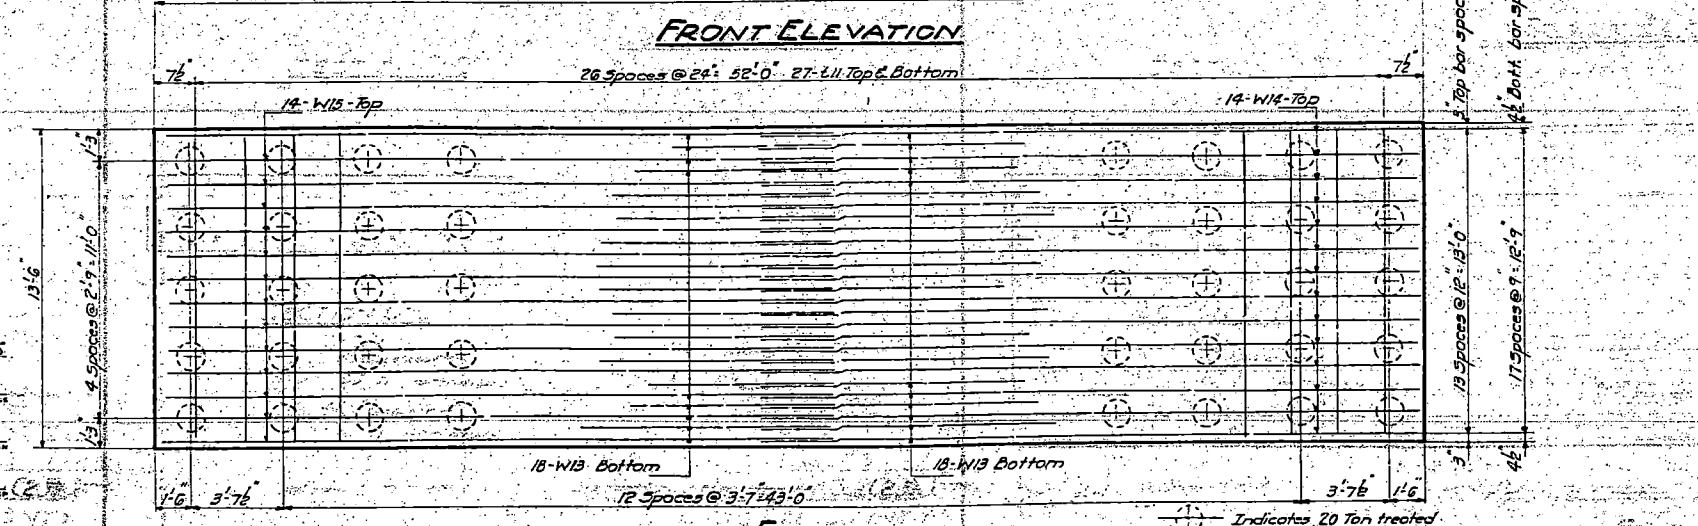 FRONT ELEVATION
7½" 26 Spaces @ 24" = 52'-0" 27-L11 Top & Bottom 7½"
14-W15-Top
14-W14-Top
3" Top bar spac
4½" Bott. bar sp
1'-3"
4 Spaces @ 2'-9" = 11'-0"
1'-3"
13'-6"
13 Spaces @ 12" = 13'-0"
3"
17 Spaces @ 9" = 12'-9"
4½"
18-W13 Bottom
18-W13 Bottom
1'-6" 3'-7½" 12 Spaces @ 3'-7" = 43'-0" 3'-7½" 1'-6"
Indicates 20 Ton treated